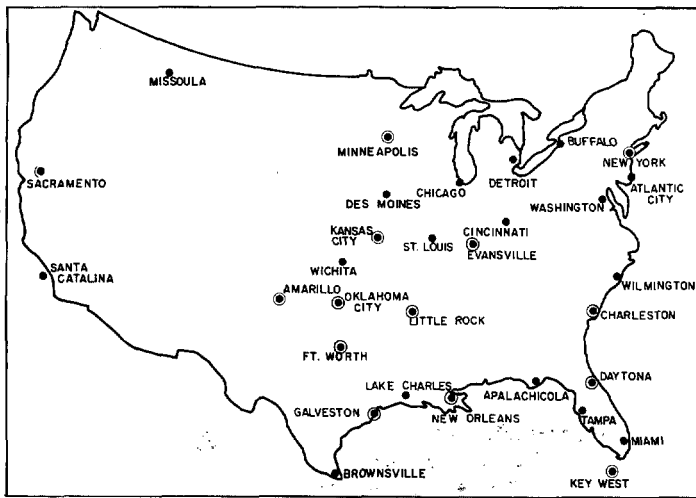 MISSOULA
MINNEAPOLIS
BUFFALO
NEW YORK
SACRAMENTO
CHICAGO
DETROIT
ATLANTIC
CITY
DES MOINES
WASHINGTON
KANSAS
CITY
ST. LOUIS
CINCINNATI
EVANSVILLE
SANTA
CATALINA
WICHITA
WILMINGTON
AMARILLO
OKLAHOMA
CITY
LITTLE ROCK
CHARLESTON
FT. WORTH
LAKE CHARLES
APALACHICOLA
DAYTONA
GALVESTON
NEW ORLEANS
TAMPA
MIAMI
BROWNSVILLE
KEY WEST